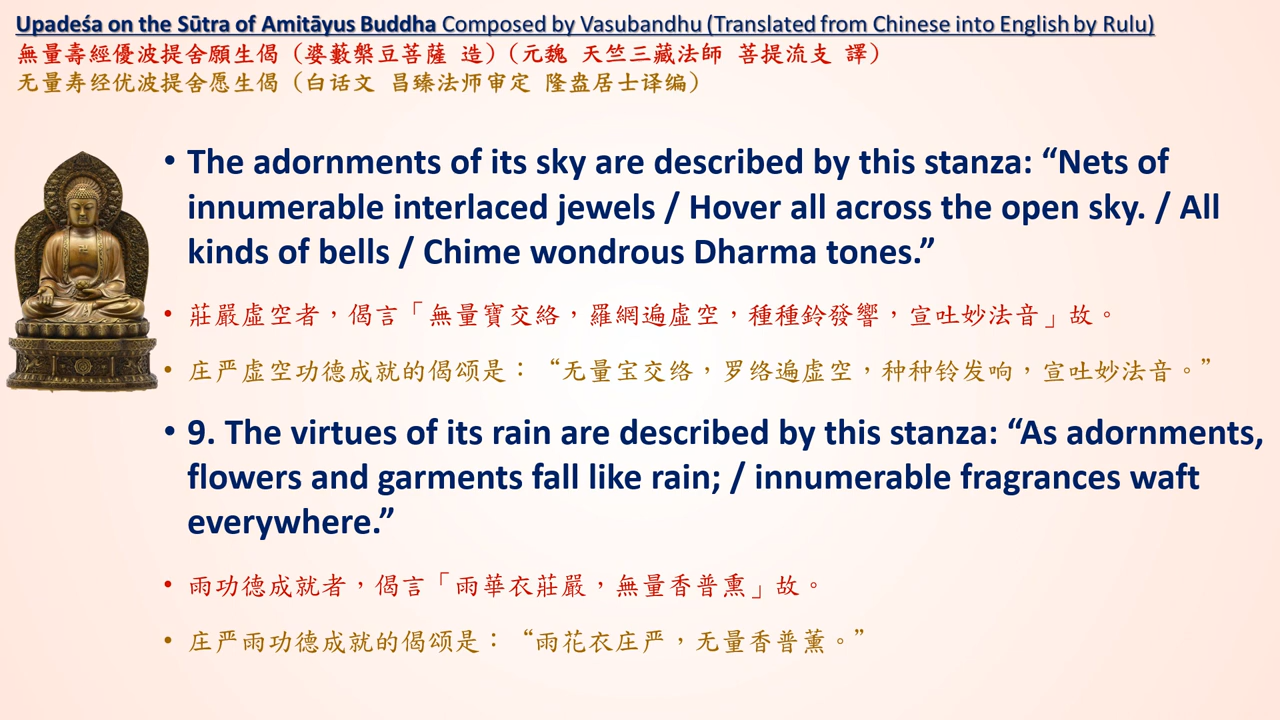 Upadeśa on the Sūtra of Amitāyus Buddha Composed by Vasubandhu (Translated from Chinese into English by Rulu)
無量壽經優波提舍願生偈（婆藪槃豆菩薩 造）（元魏 天竺三藏法師 菩提流支 譯）
无量寿经优波提舍愿生偈（白话文 昌臻法师审定 隆盎居士译编）
• The adornments of its sky are described by this stanza: “Nets of
innumerable interlaced jewels / Hover all across the open sky. / All
kinds of bells / Chime wondrous Dharma tones.”
• 莊嚴虛空者，偈言「無量寶交絡，羅網遍虛空，種種鈴發響，宣吐妙法音」故。
• 庄严虚空功德成就的偈颂是：“无量宝交络，罗络遍虚空，种种铃发响，宣吐妙法音。”
• 9. The virtues of its rain are described by this stanza: “As adornments,
flowers and garments fall like rain; / innumerable fragrances waft
everywhere.”
• 雨功德成就者，偈言「雨華衣莊嚴，無量香普熏」故。
• 庄严雨功德成就的偈颂是：“雨花衣庄严，无量香普薰。”